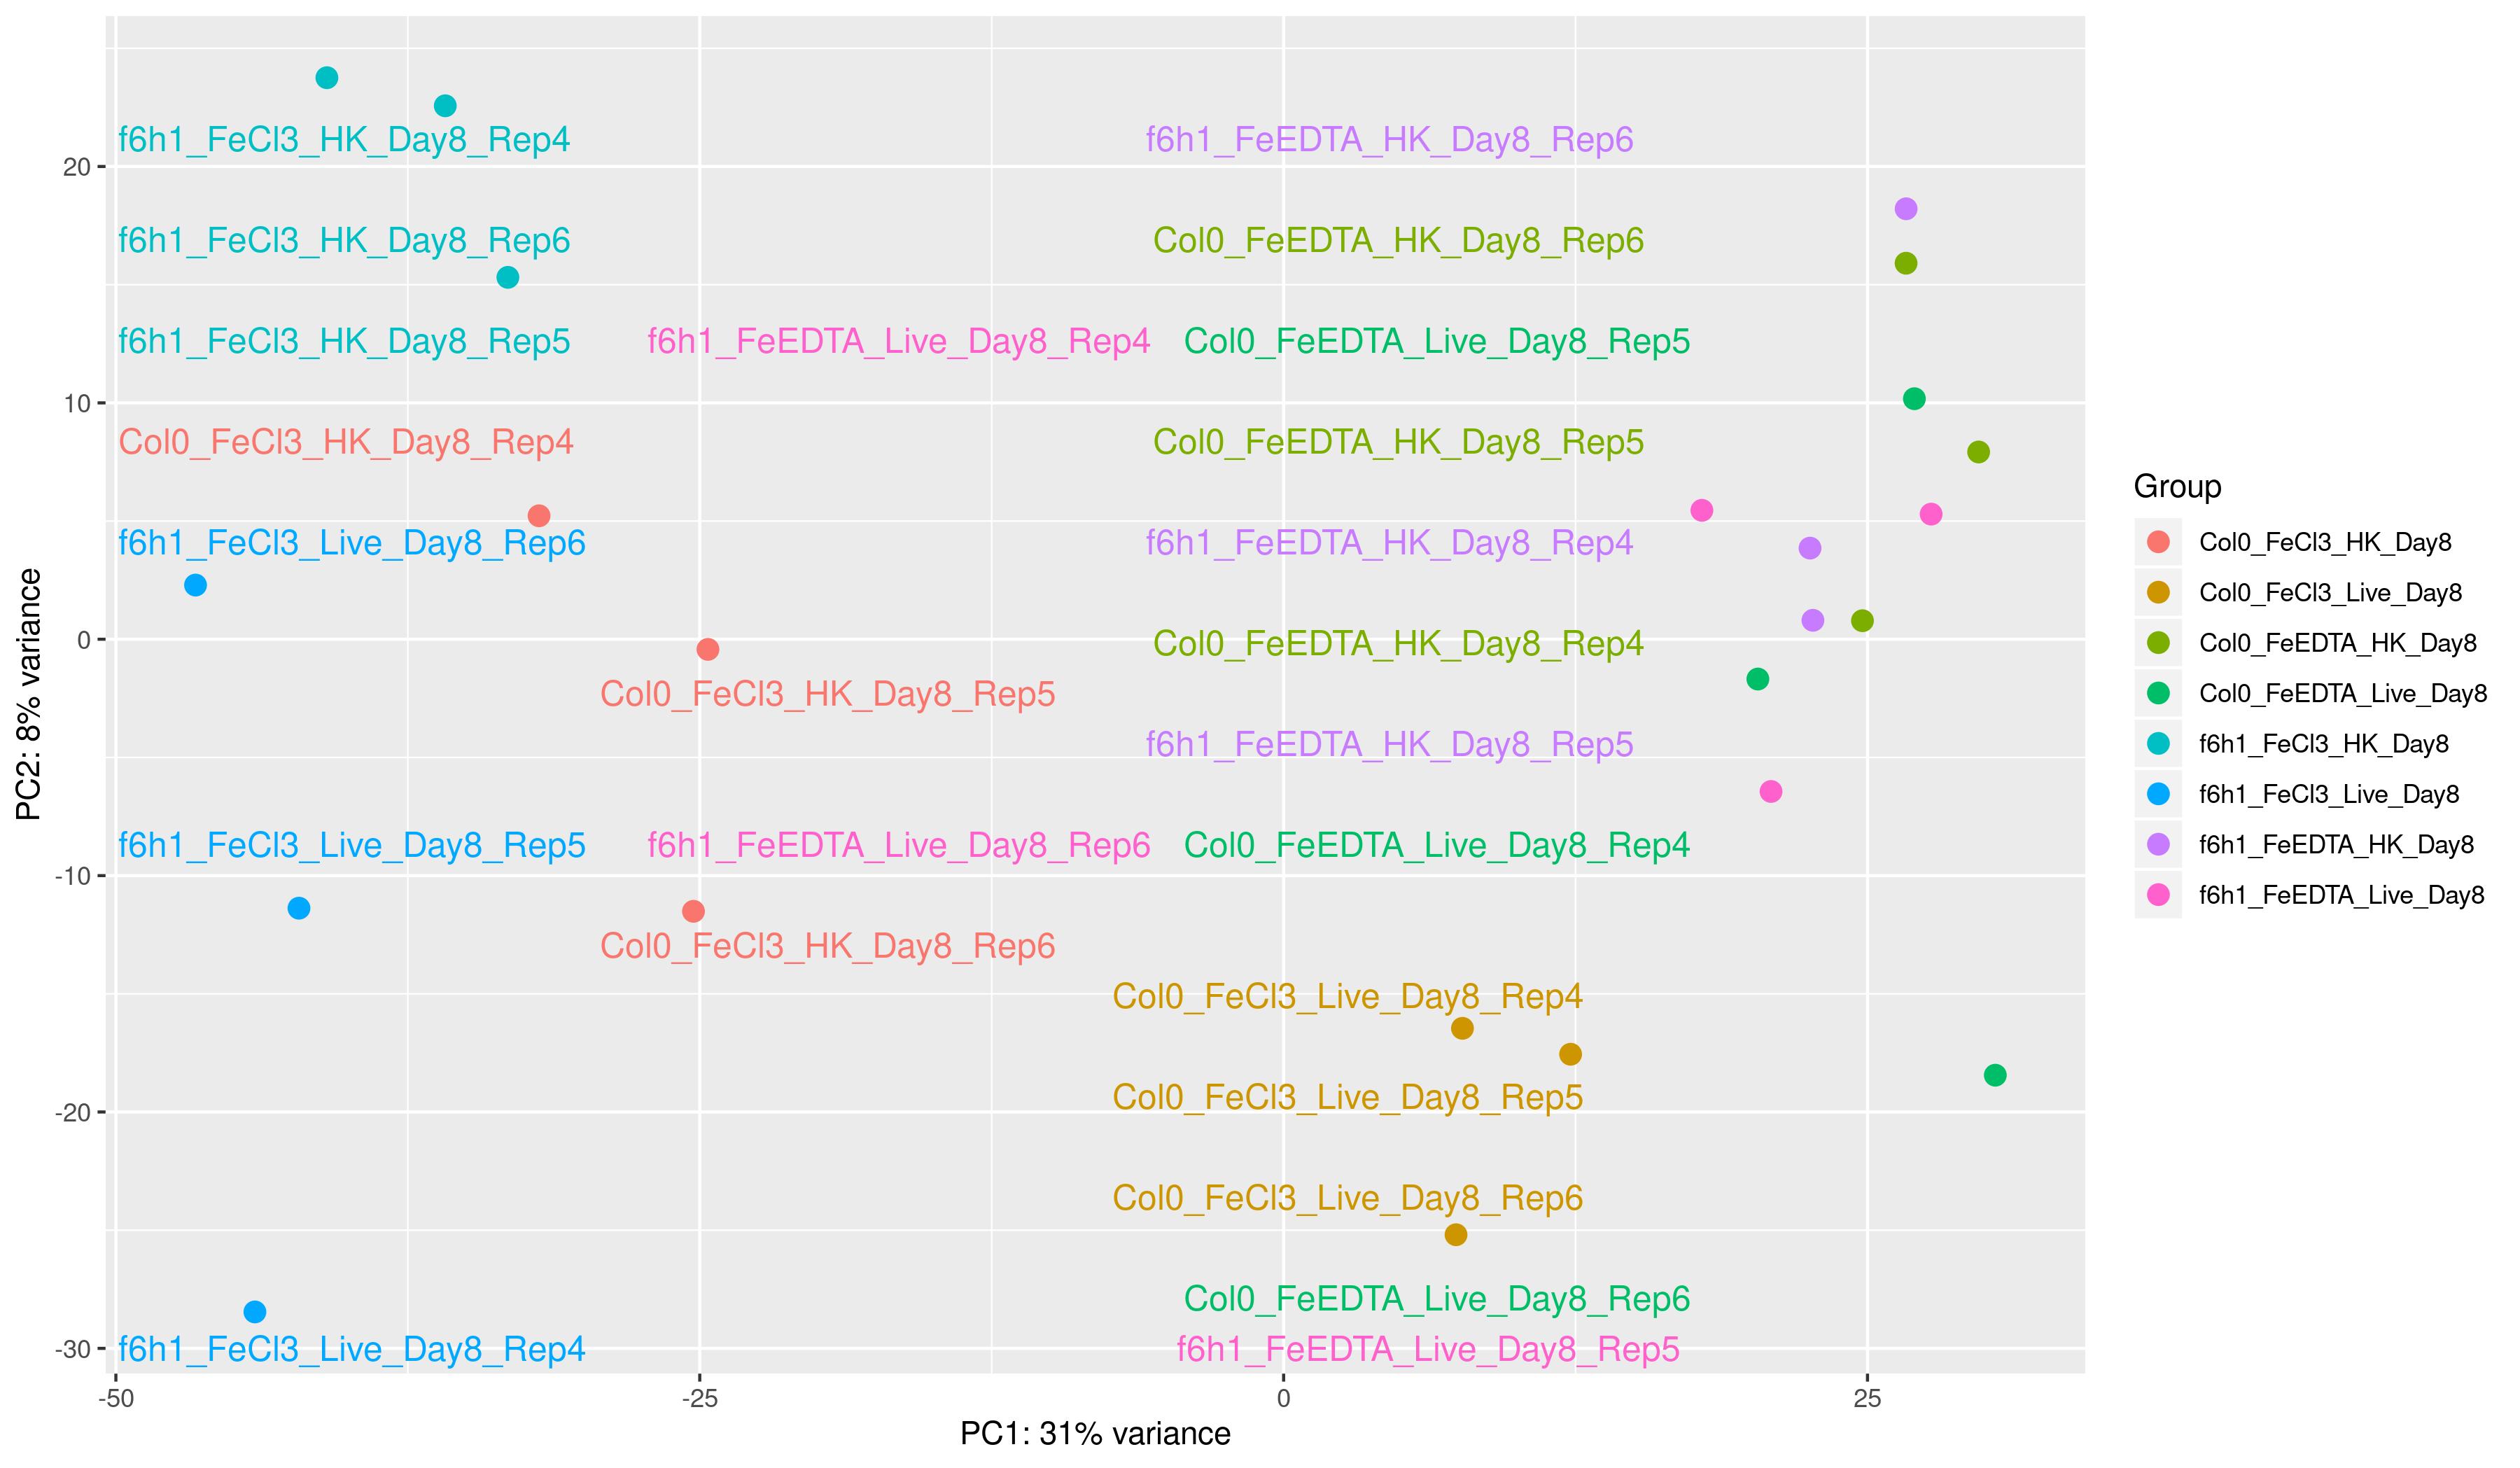 f6h1_FeCl3_HK_Day8_Rep4
f6h1_FeEDTA_HK_Day8_Rep6
20
f6h1_FeCl3_HK_Day8_Rep6
Col0_FeEDTA_HK_Day8_Rep6
f6h1_FeCl3_HK_Day8_Rep5
f6h1_FeEDTA_Live_Day8_Rep4
Col0_FeEDTA_Live_Day8_Rep5
10
Col0_FeCl3_HK_Day8_Rep4
Col0_FeEDTA_HK_Day8_Rep5
f6h1_FeCl3_Live_Day8_Rep6
f6h1_FeEDTA_HK_Day8_Rep4
0
Col0_FeEDTA_HK_Day8_Rep4
Col0_FeCl3_HK_Day8_Rep5
PC2: 8% variance
f6h1_FeEDTA_HK_Day8_Rep5
f6h1_FeCl3_Live_Day8_Rep5
f6h1_FeEDTA_Live_Day8_Rep6
Col0_FeEDTA_Live_Day8_Rep4
-10
Col0_FeCl3_HK_Day8_Rep6
Col0_FeCl3_Live_Day8_Rep4
Col0_FeCl3_Live_Day8_Rep5
-20
Col0_FeCl3_Live_Day8_Rep6
Col0_FeEDTA_Live_Day8_Rep6
-30
f6h1_FeCl3_Live_Day8_Rep4
f6h1_FeEDTA_Live_Day8_Rep5
-50
-25
0
25
PC1: 31% variance
Group
Col0_FeCl3_HK_Day8
Col0_FeCl3_Live_Day8
Col0_FeEDTA_HK_Day8
Col0_FeEDTA_Live_Day8
f6h1_FeCl3_HK_Day8
f6h1_FeCl3_Live_Day8
f6h1_FeEDTA_HK_Day8
f6h1_FeEDTA_Live_Day8